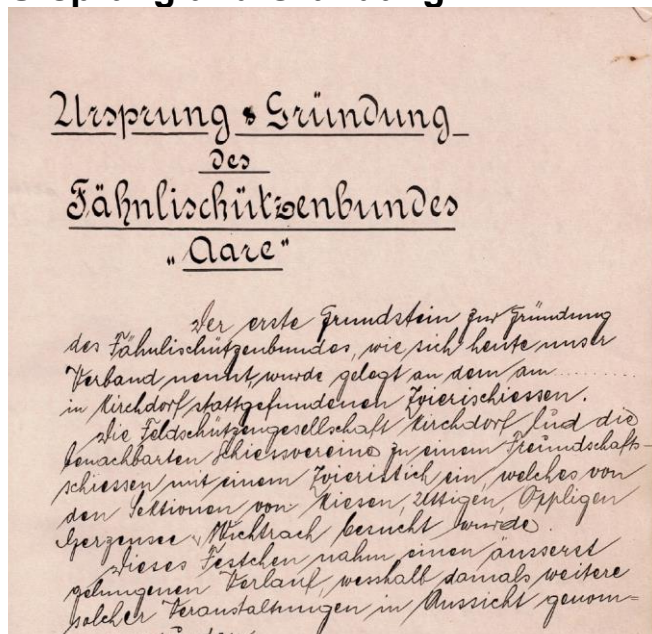 Ursprung & Gründung
des
Fähnlischützenbundes
"Aare"
Der erste Grundstein zur Gründung
des Fähnlischützenbundes, wie sich heute unser
Verband nennt, wurde gelegt an dem am ............
in Kirchdorf stattgefundenen Zvierischiessen.
Die Feldschützengesellschaft Kirchdorf lud die
benachbarten Schiessvereine zu einem Freundschafts-
schiessen mit einem Zvieristich ein, welches von
den Sektionen von Kiesen, Uttigen, Oppligen
Gerzensee & Wichtrach besucht wurde.
Dieses Festchen nahm einen äusserst
gelungenen Verlauf, wesshalb damals weitere
solcher Veranstaltungen in Aussicht genom=